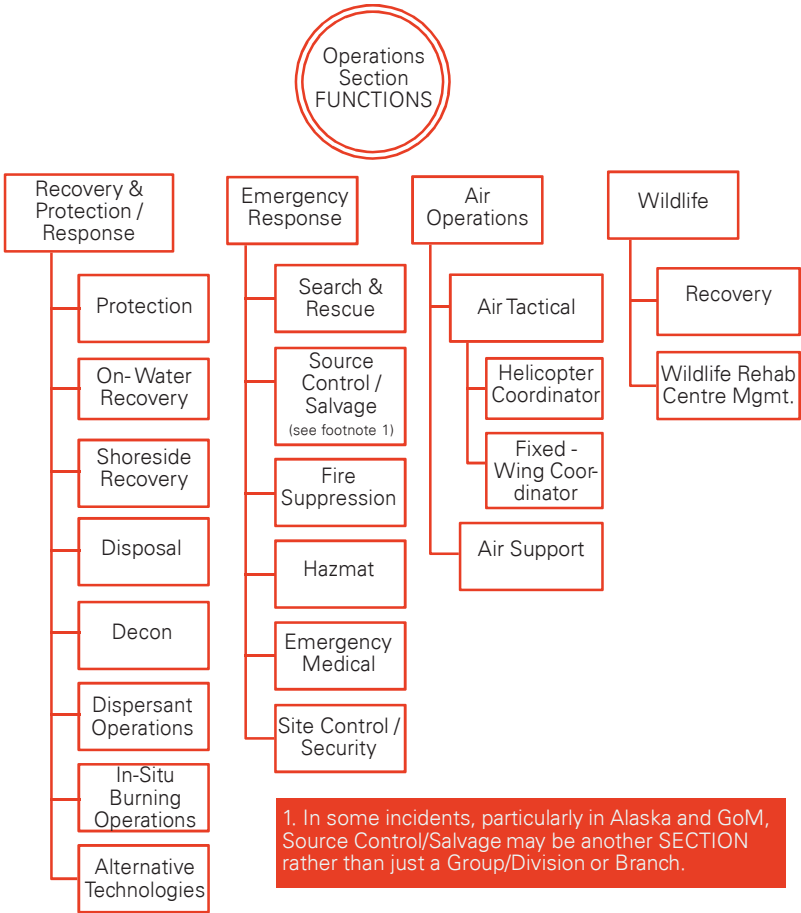 Operations
Section
FUNCTIONS
Recovery &
Protection /
Response
Protection
On-Water
Recovery
Shoreside
Recovery
Disposal
Decon
Dispersant
Operations
In-Situ
Burning
Operations
Alternative
Technologies
Emergency
Response
Search &
Rescue
Source
Control /
Salvage
(see footnote 1)
Fire
Suppression
Hazmat
Emergency
Medical
Site Control /
Security
Air
Operations
Air Tactical
Helicopter
Coordinator
Fixed -
Wing Coor-
dinator
Air Support
Wildlife
Recovery
Wildlife Rehab
Centre Mgmt.
1. In some incidents, particularly in Alaska and GoM,
Source Control/Salvage may be another SECTION
rather than just a Group/Division or Branch.